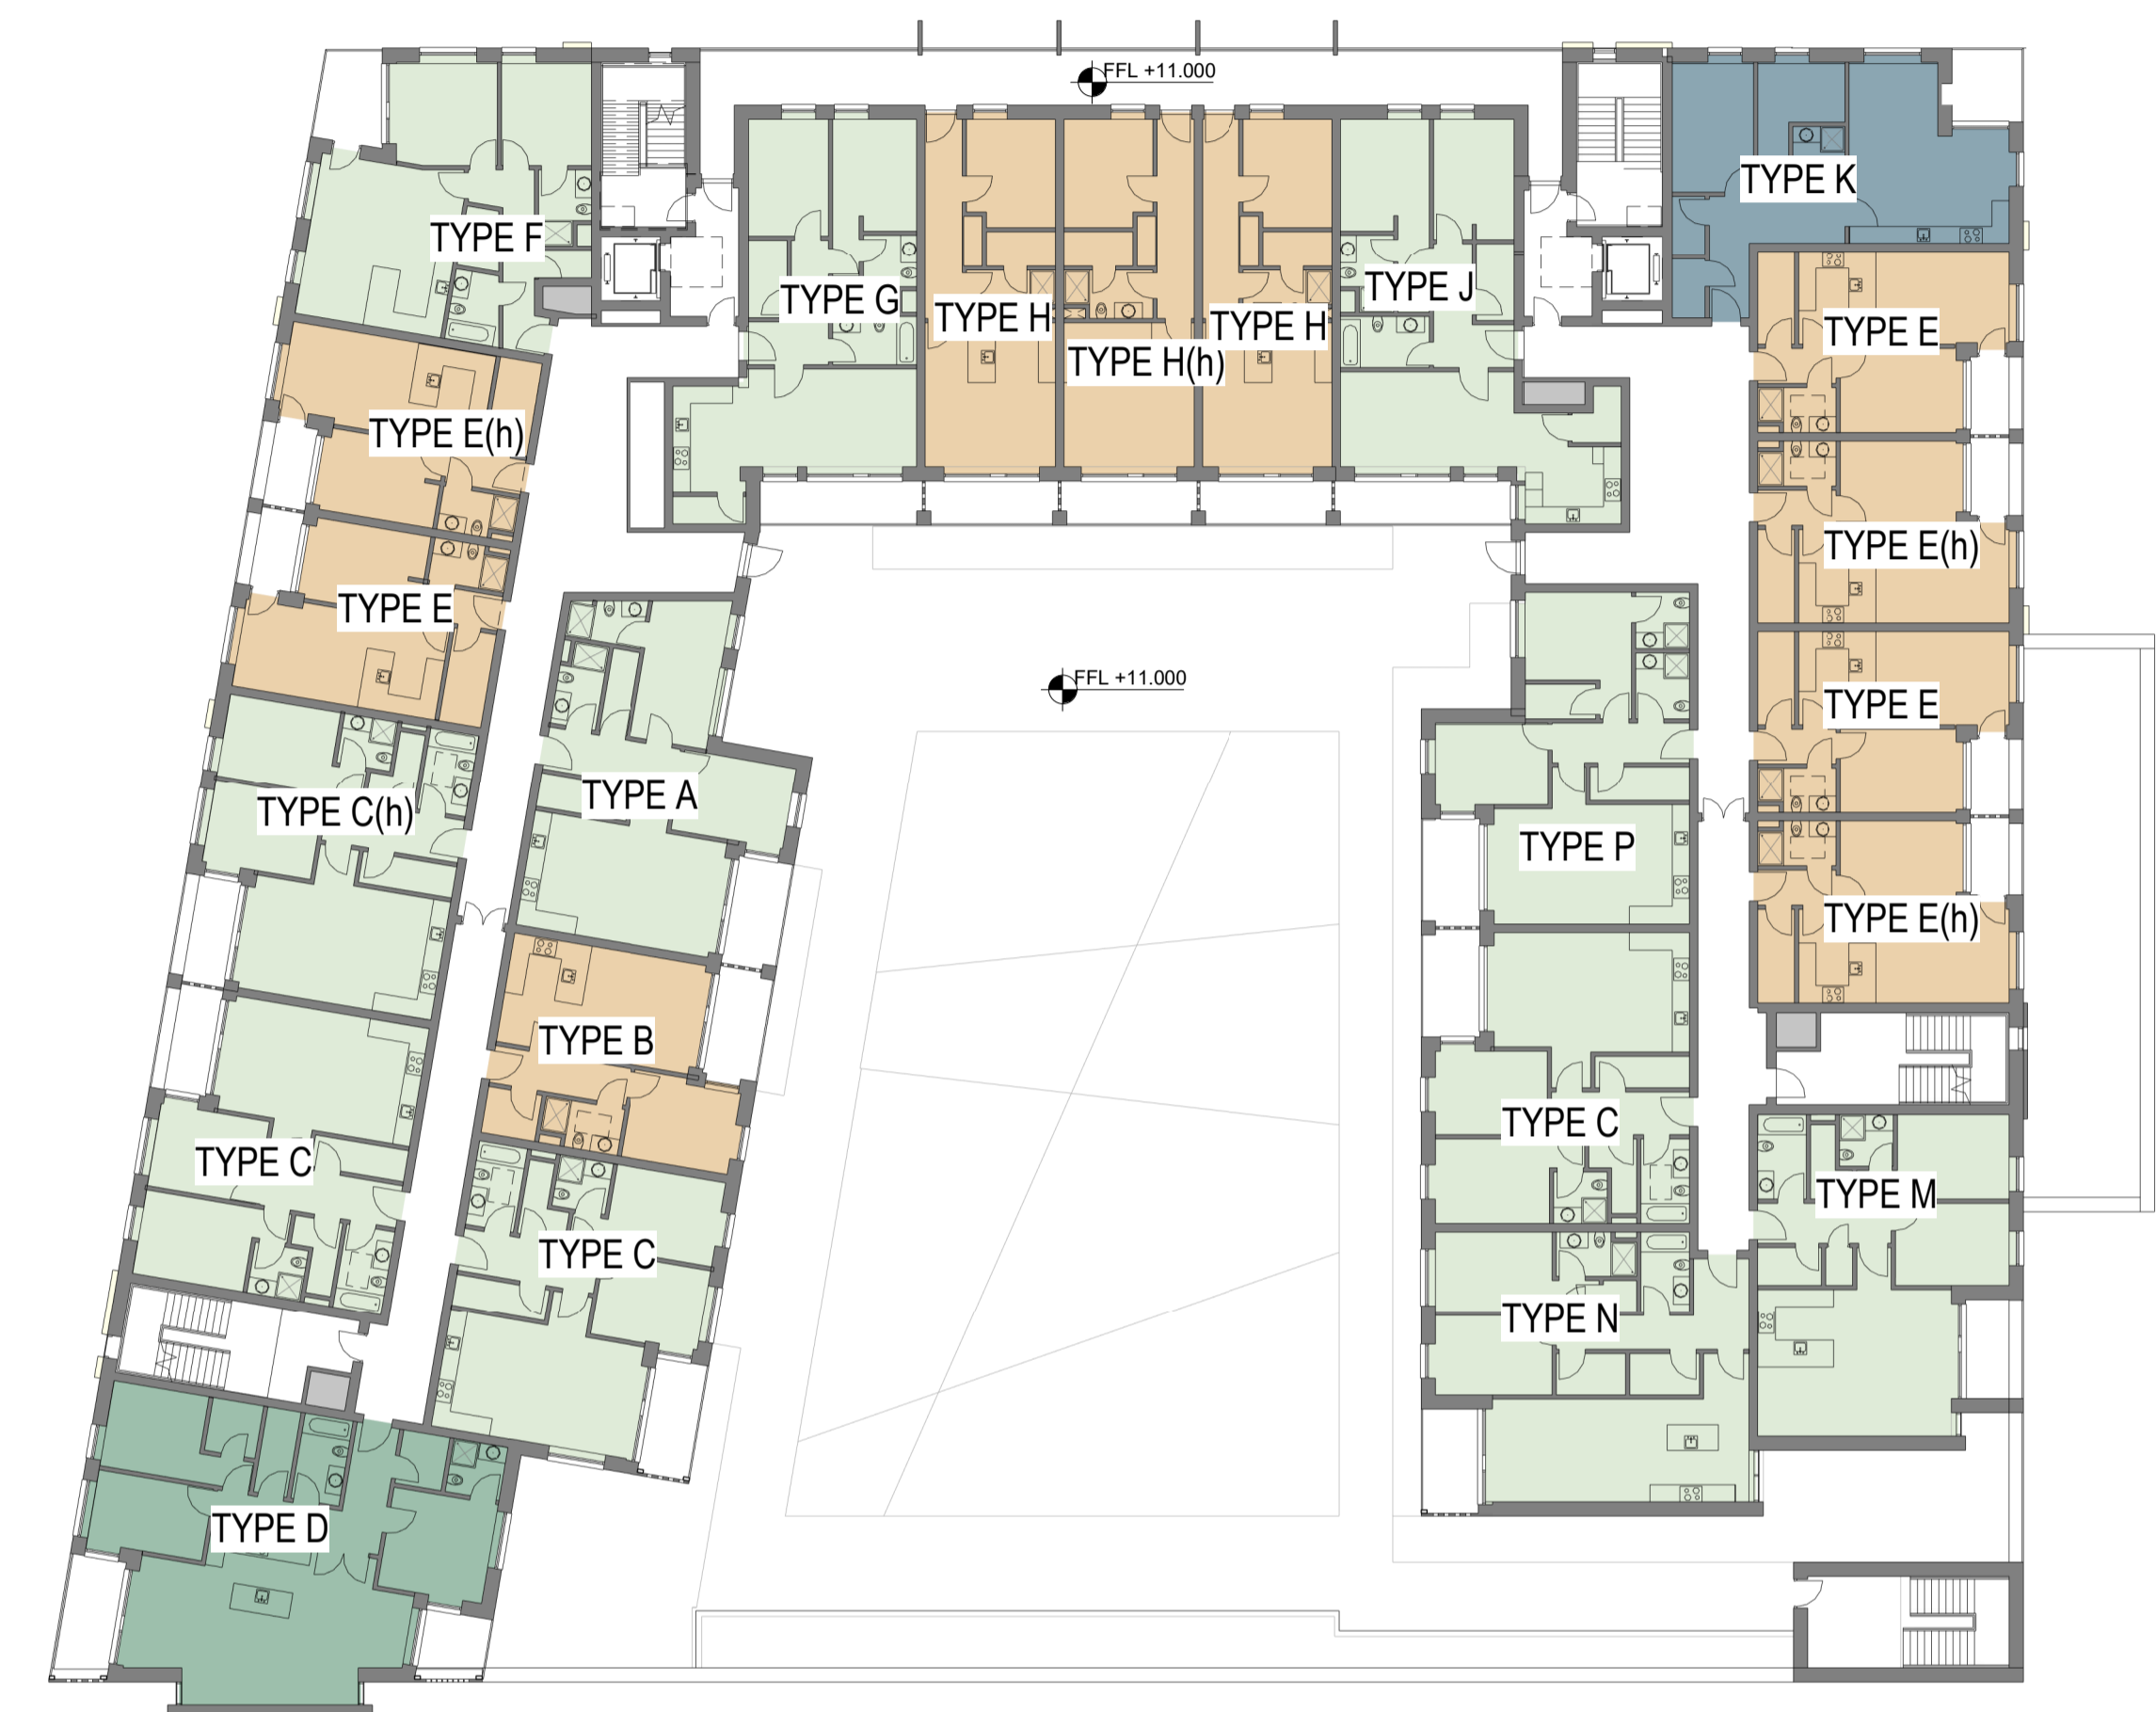 FFL +11.000
TYPE K
TYPE F
TYPE G
TYPE J
TYPE H
TYPE H
TYPE H(h)
TYPE E
TYPE E(h)
TYPE E(h)
TYPE E
FFL +11.000
TYPE E
TYPE A
TYPE C(h)
TYPE P
TYPE E(h)
TYPE B
TYPE C
TYPE C
TYPE M
TYPE C
TYPE N
TYPE D